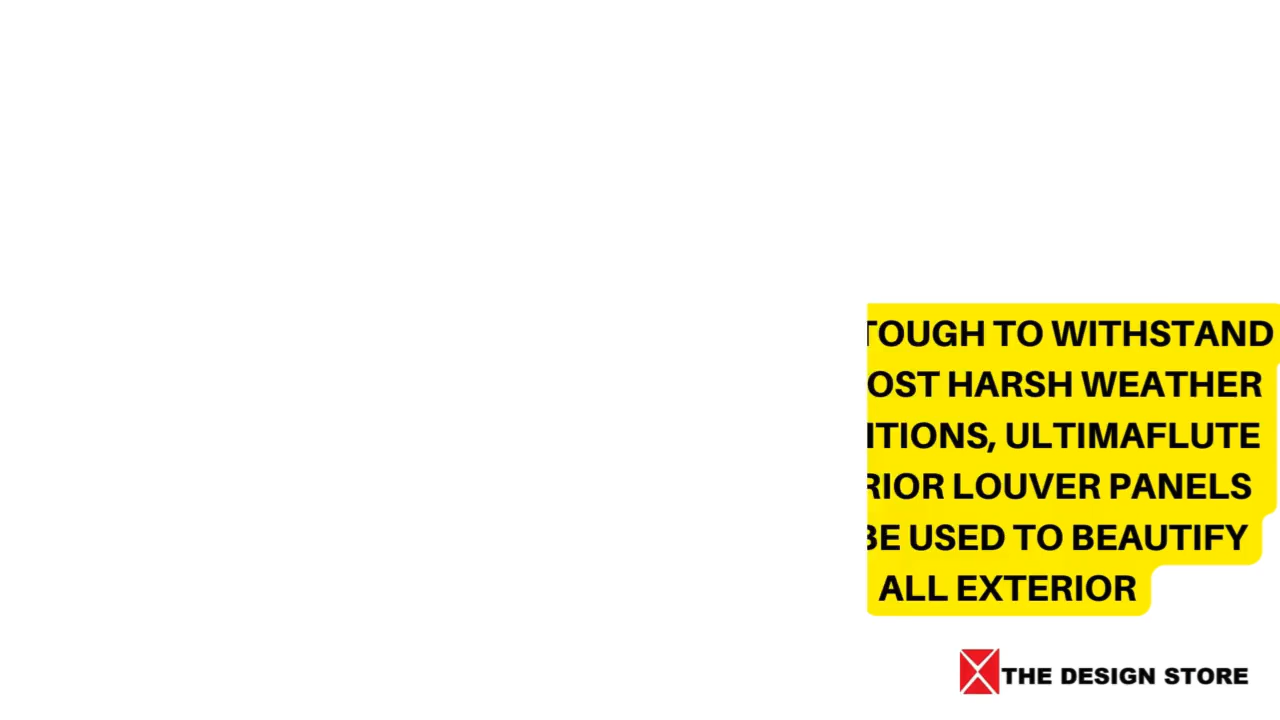 TOUGH TO WITHSTAND
OST HARSH WEATHER
ITIONS, ULTIMAFLUTE
RIOR LOUVER PANELS
BE USED TO BEAUTIFY
ALL EXTERIOR
THE DESIGN STORE